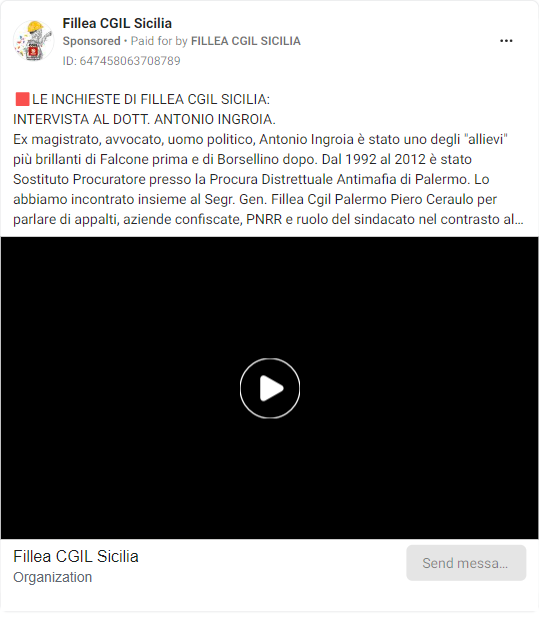 Fillea CGIL Sicilia
Sponsored • Paid for by FILLEA CGIL SICILIA
ID: 647458063708789
🟥LE INCHIESTE DI FILLEA CGIL SICILIA:
INTERVISTA AL DOTT. ANTONIO INGROIA.
Ex magistrato, avvocato, uomo politico, Antonio Ingroia è stato uno degli "allievi"
più brillanti di Falcone prima e di Borsellino dopo. Dal 1992 al 2012 è stato
Sostituto Procuratore presso la Procura Distrettuale Antimafia di Palermo. Lo
abbiamo incontrato insieme al Segr. Gen. Fillea Cgil Palermo Piero Ceraulo per
parlare di appalti, aziende confiscate, PNRR e ruolo del sindacato nel contrasto al...
Fillea CGIL Sicilia
Organization
Send messa...